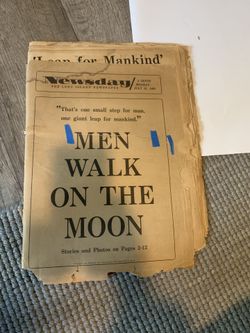 'Leap for Mankind'
Newsday
THE LONG ISLAND NEWSPAPER
"That's one small step for man,
one giant leap for mankind."
MEN
WALK
ON THE
MOON
Stories and Photos on Pages 2-12